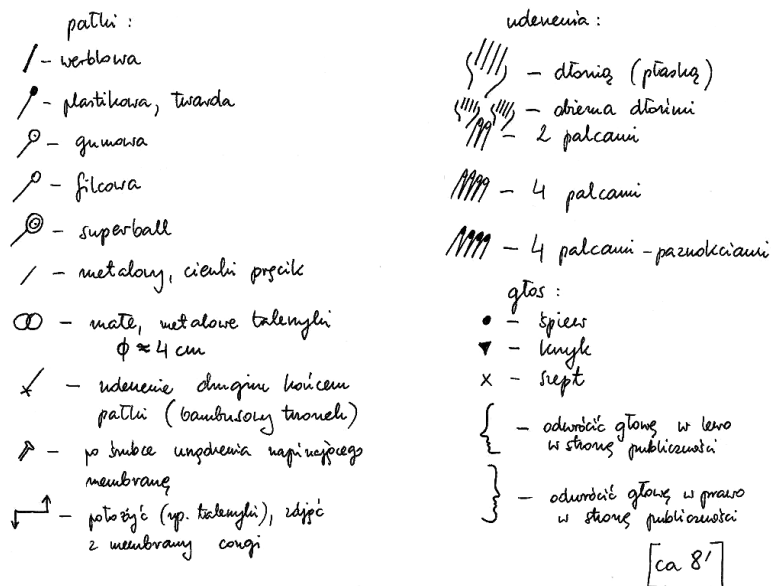 pałki :
– werblowa
– plastikowa, twarda
– gumowa
– filcowa
– superball
– metalowy, cienki pręcik
– małe, metalowe talerzyki
ϕ ≈ 4 cm
– uderzenie drugim końcem
pałki (bambusowy trzonek)
– po śrubce urządzenia napinającego
membranę
– położyć (np. talerzyki), zdjąć
z membrany congi
uderzenia :
– dłonią (płaską)
– obiema dłońmi
– 2 palcami
– 4 palcami
– 4 palcami – paznokciami
głos :
– śpiew
– krzyk
x – szept
– odwrócić głowę w lewo
w stronę publiczności
– odwrócić głowę w prawo
w stronę publiczności
[ca 8']